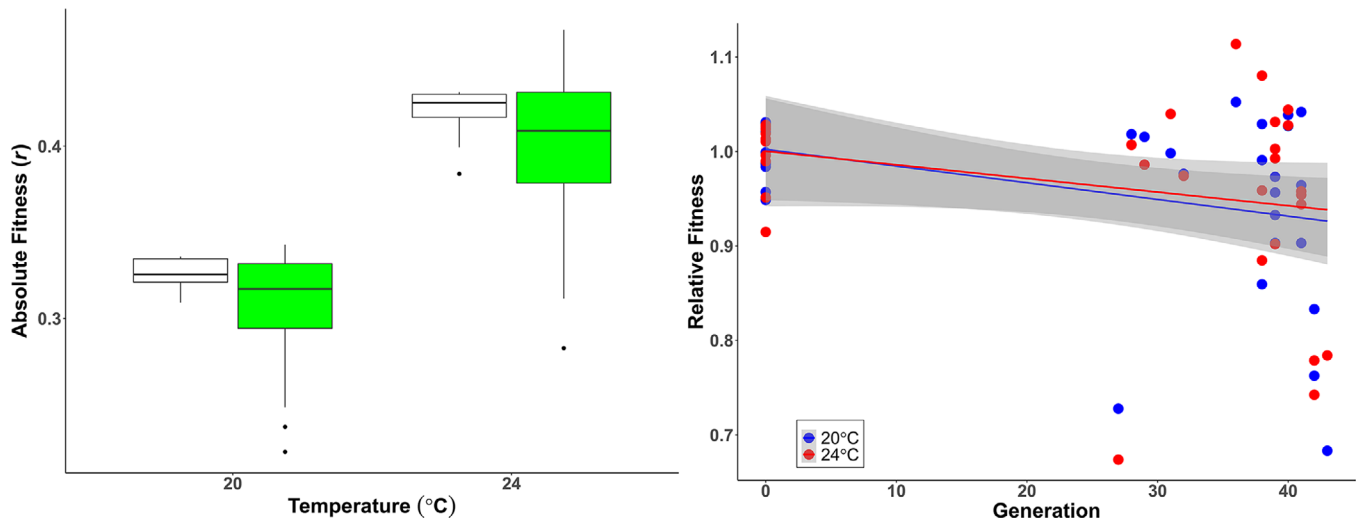 Absolute Fitness (r)
0.4
0.3
20
24
Temperature (°C)
Relative Fitness
1.1
1.0
0.9
0.8
0.7
20°C
24°C
0
10
20
30
40
Generation